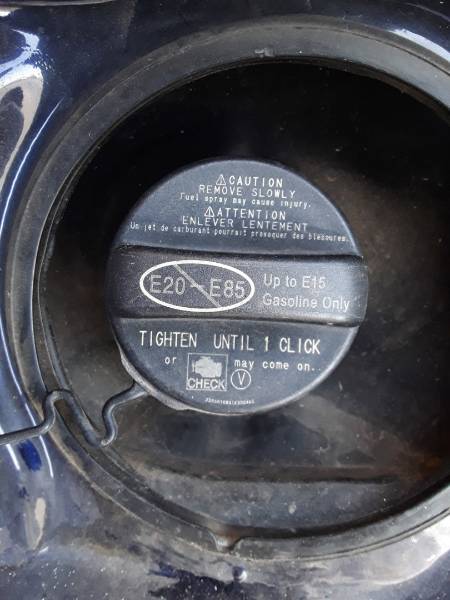 ⚠CAUTION
REMOVE SLOWLY
Fuel spray may cause injury.
⚠ATTENTION
ENLEVER LENTEMENT
Un jet de carburant pourrait provoquer des blessures.
E20-E85
Up to E15
Gasoline Only
TIGHTEN UNTIL 1 CLICK
or CHECK may come on..
V